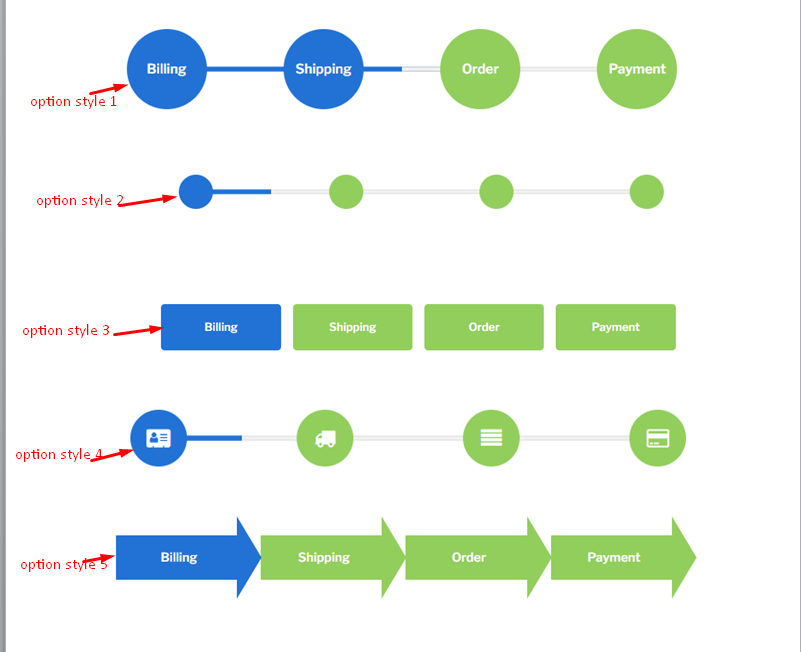 Billing Shipping Order Payment
option style 1
option style 2
option style 3
Billing Shipping Order Payment
option style 4
option style 5
Billing Shipping Order Payment